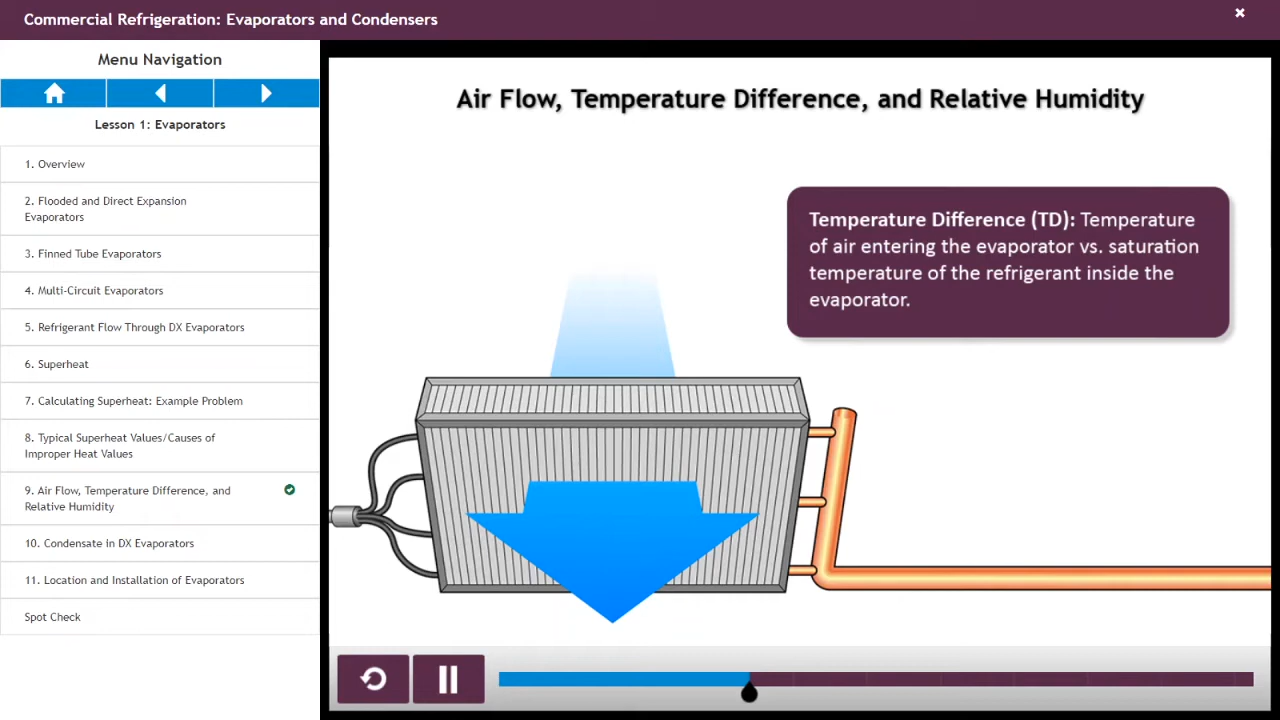 Commercial Refrigeration: Evaporators and Condensers
Menu Navigation
Lesson 1: Evaporators
1. Overview
2. Flooded and Direct Expansion
Evaporators
3. Finned Tube Evaporators
4. Multi-Circuit Evaporators
5. Refrigerant Flow Through DX Evaporators
6. Superheat
7. Calculating Superheat: Example Problem
8. Typical Superheat Values/Causes of
Improper Heat Values
9. Air Flow, Temperature Difference, and
Relative Humidity
10. Condensate in DX Evaporators
11. Location and Installation of Evaporators
Spot Check
Air Flow, Temperature Difference, and Relative Humidity
Temperature Difference (TD): Temperature
of air entering the evaporator vs. saturation
temperature of the refrigerant inside the
evaporator.